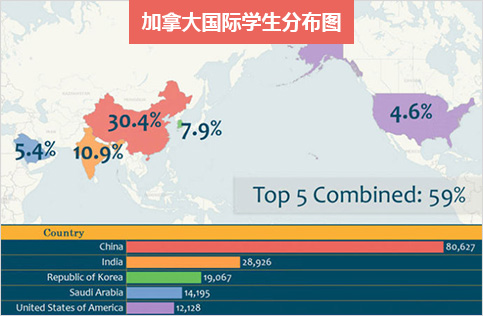 加拿大国际学生分布图
30.4%
7.9%
4.6%
5.4%
10.9%
Top 5 Combined: 59%
Country
China 80,627
India 28,926
Republic of Korea 19,067
Saudi Arabia 14,195
United States of America 12,128